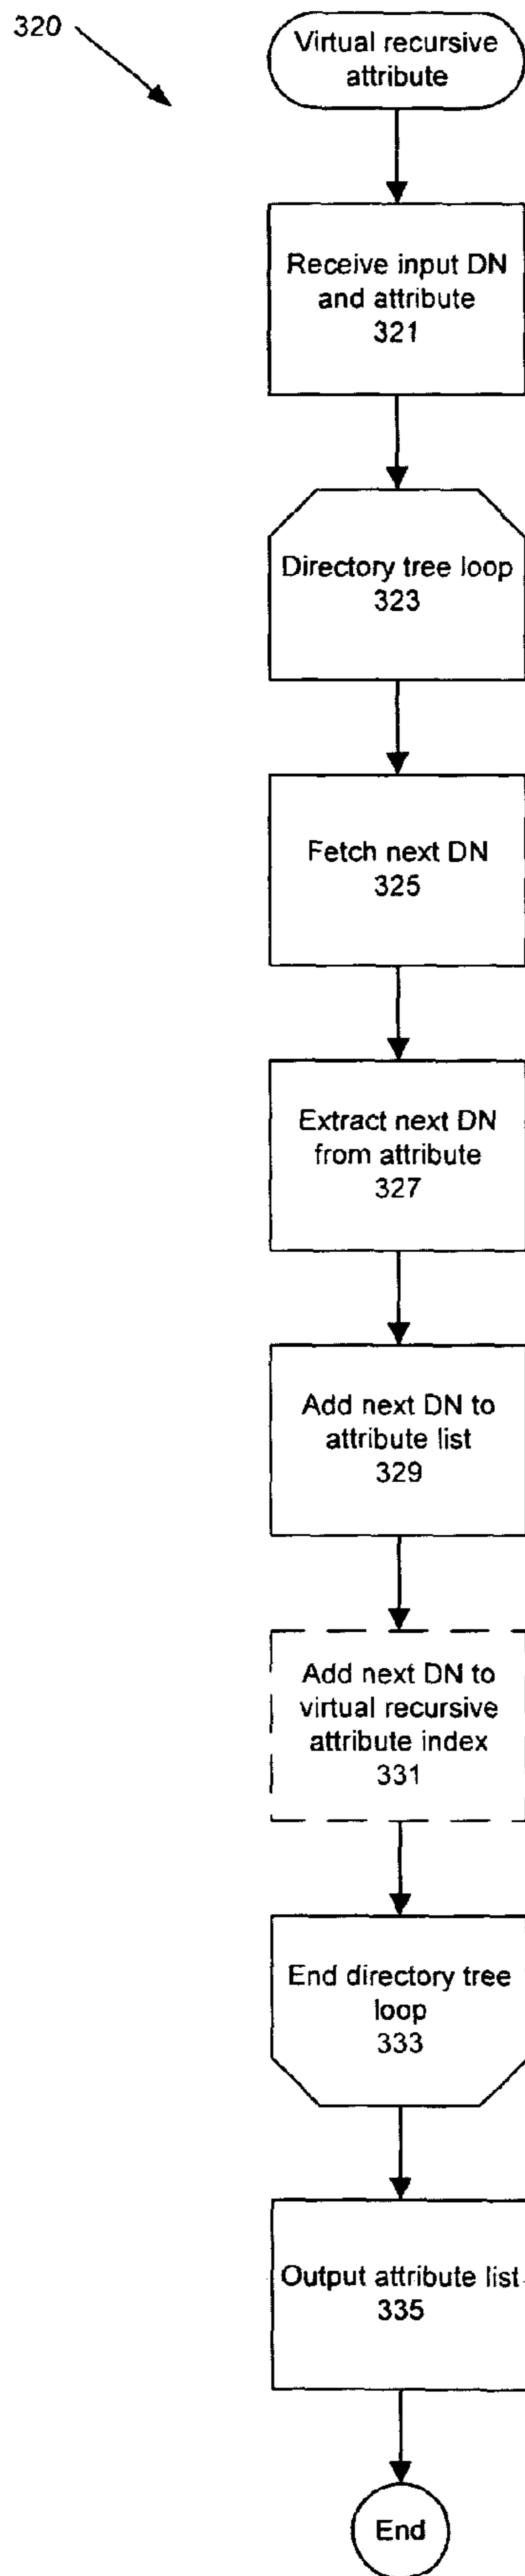 320
Virtual recursive
attribute
Receive input DN
and attribute
321
Directory tree loop
323
Fetch next DN
325
Extract next DN
from attribute
327
Add next DN to
attribute list
329
Add next DN to
virtual recursive
attribute index
331
End directory tree
loop
333
Output attribute list
335
End